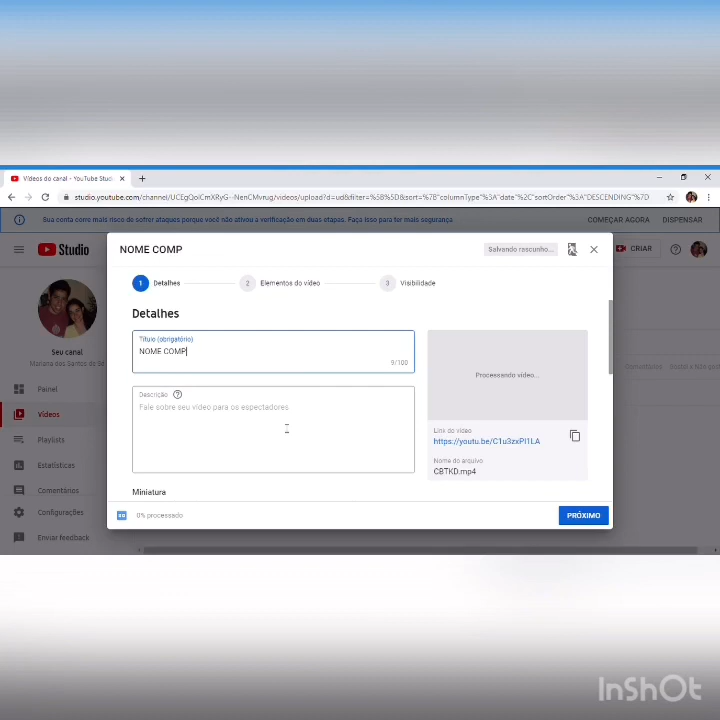 Vídeos do canal - YouTube Studi
studio.youtube.com/channel/UCEgQolCmXRyG--NenCMvrug/videos/upload?d=ud&filter=%5B%5D&sort=%7B"columnType"%3A"date"%2C"sortOrder"%3A"DESCENDING"%7D
Sua conta corre mais risco de sofrer ataques porque você não ativou a verificação em duas etapas. Faça isso para ter mais segurança
COMEÇAR AGORA
DISPENSAR
Studio
CRIAR
NOME COMP
Salvando rascunho...
1 Detalhes
2 Elementos do vídeo
3 Visibilidade
Detalhes
Título (obrigatório)
NOME COMP
9/100
Descrição
Fale sobre seu vídeo para os espectadores
Processando vídeo...
Link do vídeo
https://youtu.be/C1u3zxPI1LA
Nome do arquivo
CBTKD.mp4
Miniatura
0% processado
PRÓXIMO
Seu canal
Mariana dos Santos de Se
Painel
Vídeos
Playlists
Estatísticas
Comentários
Configurações
Enviar feedback
Comentários
InShOt